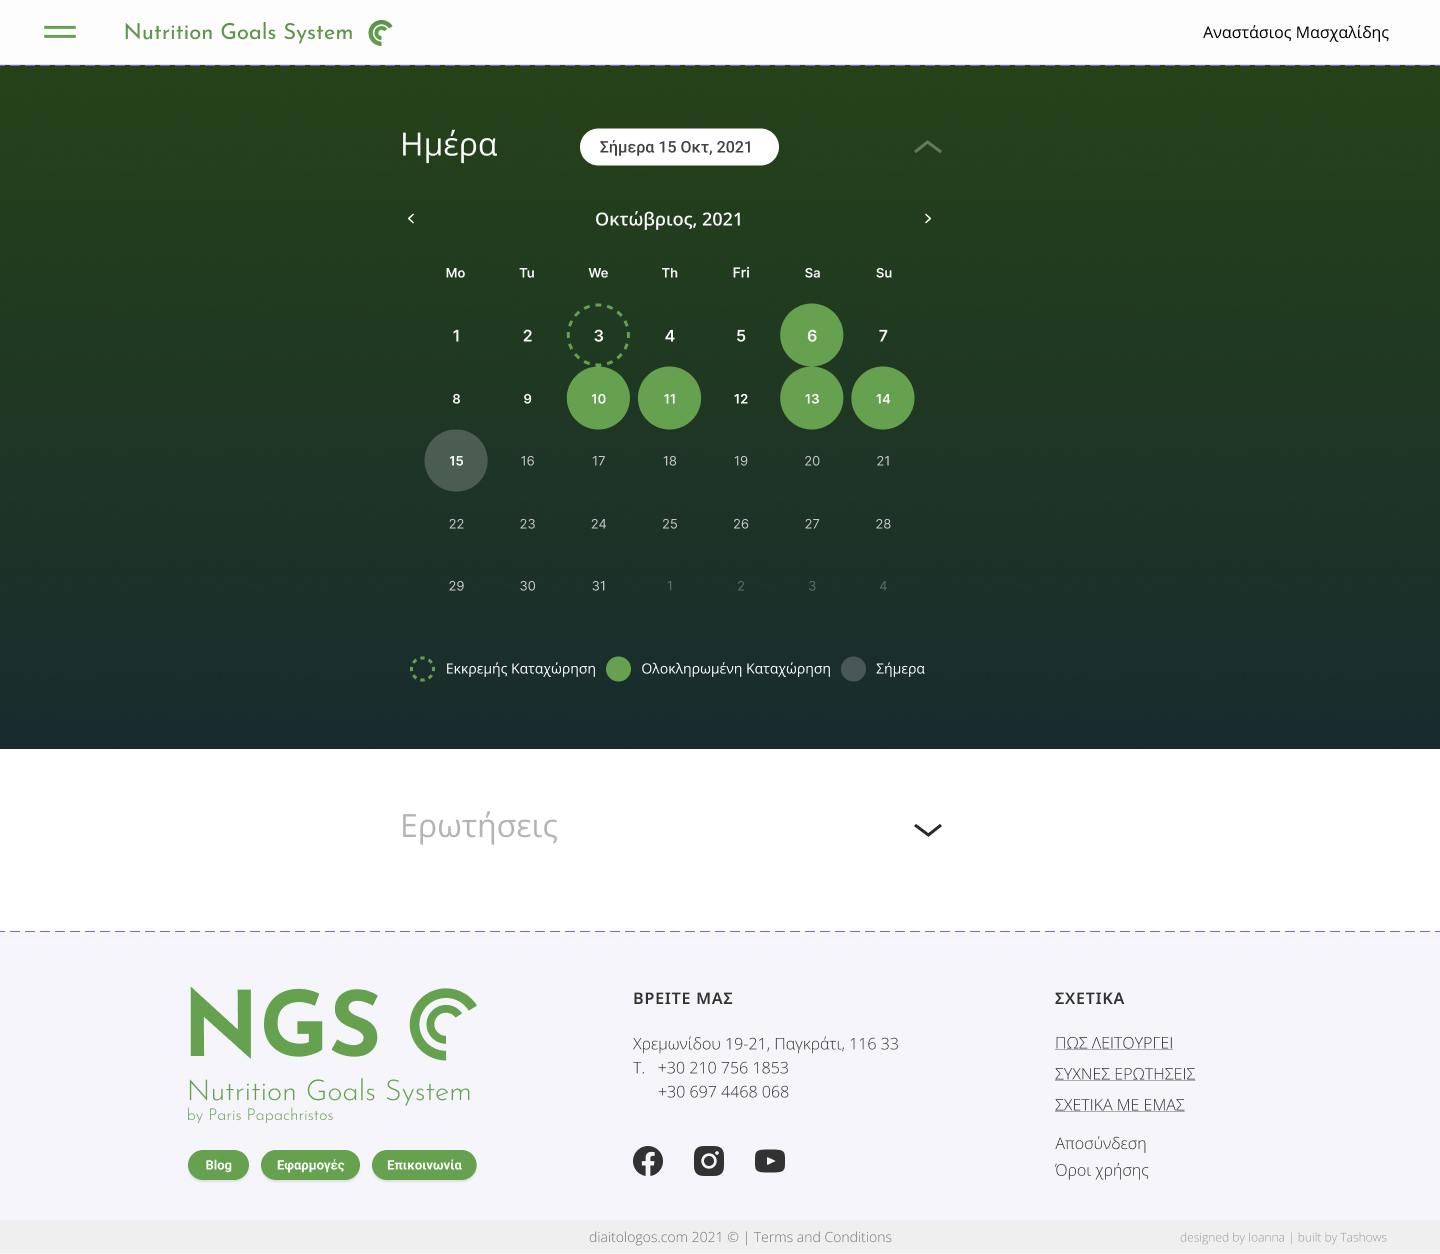 Nutrition Goals System
Αναστάσιος Μασχαλίδης
Ημέρα
Σήμερα 15 Οκτ, 2021
Οκτώβριος, 2021
Mo Tu We Th Fri Sa Su
1 2 3 4 5 6 7
8 9 10 11 12 13 14
15 16 17 18 19 20 21
22 23 24 25 26 27 28
29 30 31 1 2 3 4
Εκκρεμής Καταχώρηση Ολοκληρωμένη Καταχώρηση Σήμερα
Ερωτήσεις
NGS
Nutrition Goals System
by Paris Papachristos
Blog Εφαρμογές Επικοινωνία
ΒΡΕΙΤΕ ΜΑΣ
Χρεμωνίδου 19-21, Παγκράτι, 116 33
Τ. +30 210 756 1853
+30 697 4468 068
ΣΧΕΤΙΚΑ
ΠΩΣ ΛΕΙΤΟΥΡΓΕΙ
ΣΥΧΝΕΣ ΕΡΩΤΗΣΕΙΣ
ΣΧΕΤΙΚΑ ΜΕ ΕΜΑΣ
Αποσύνδεση
Όροι χρήσης
diaitologos.com 2021 © | Terms and Conditions
designed by Ioanna | built by Tashows